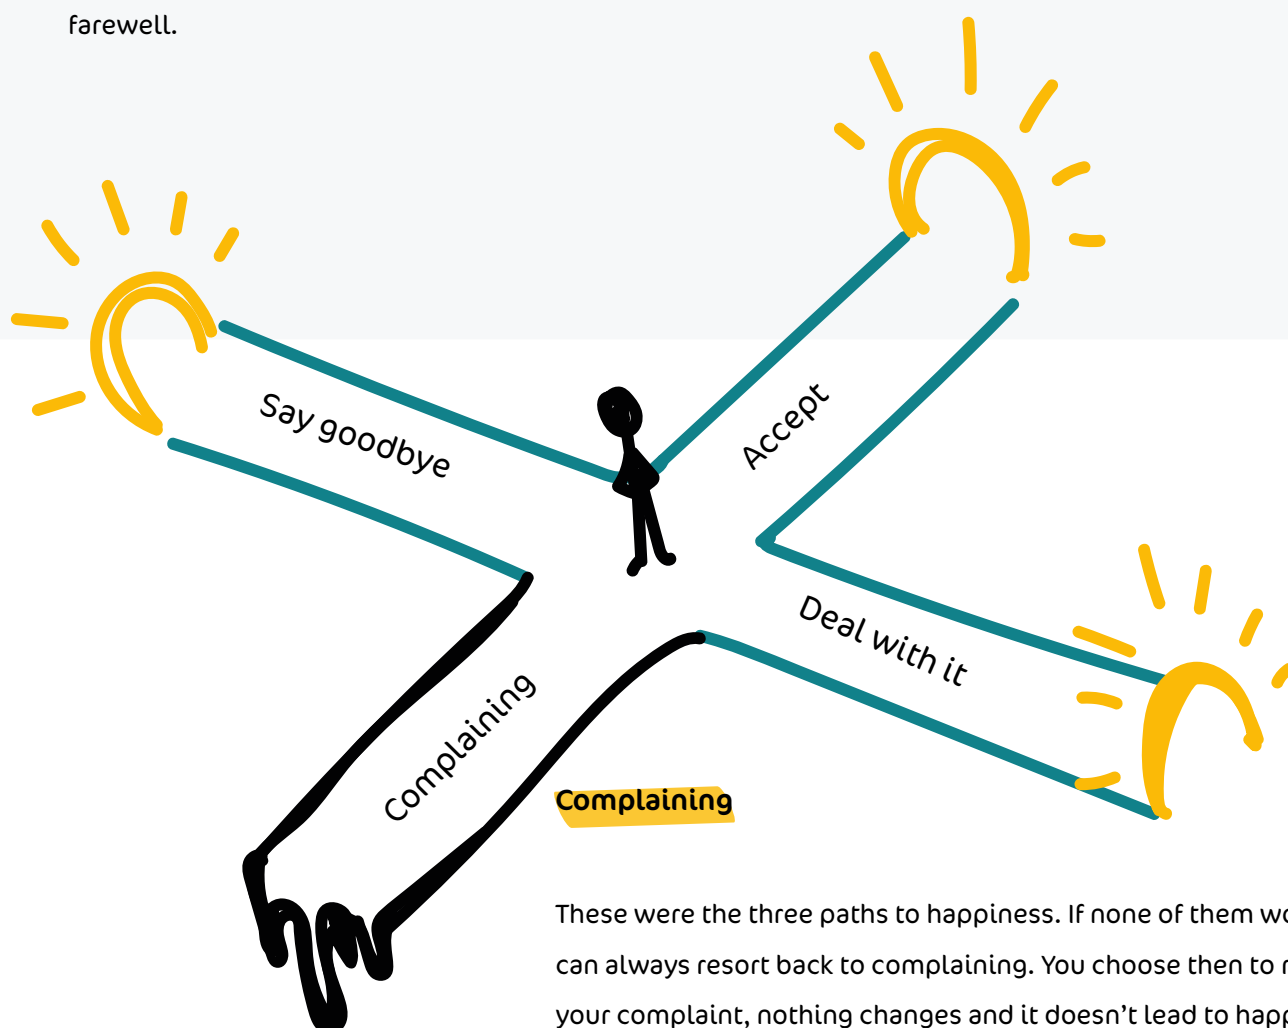 farewell.
Say goodbye
Accept
Deal with it
Complaining
Complaining
These were the three paths to happiness. If none of them
can always resort back to complaining. You choose then to
your complaint, nothing changes and it doesn't lead to